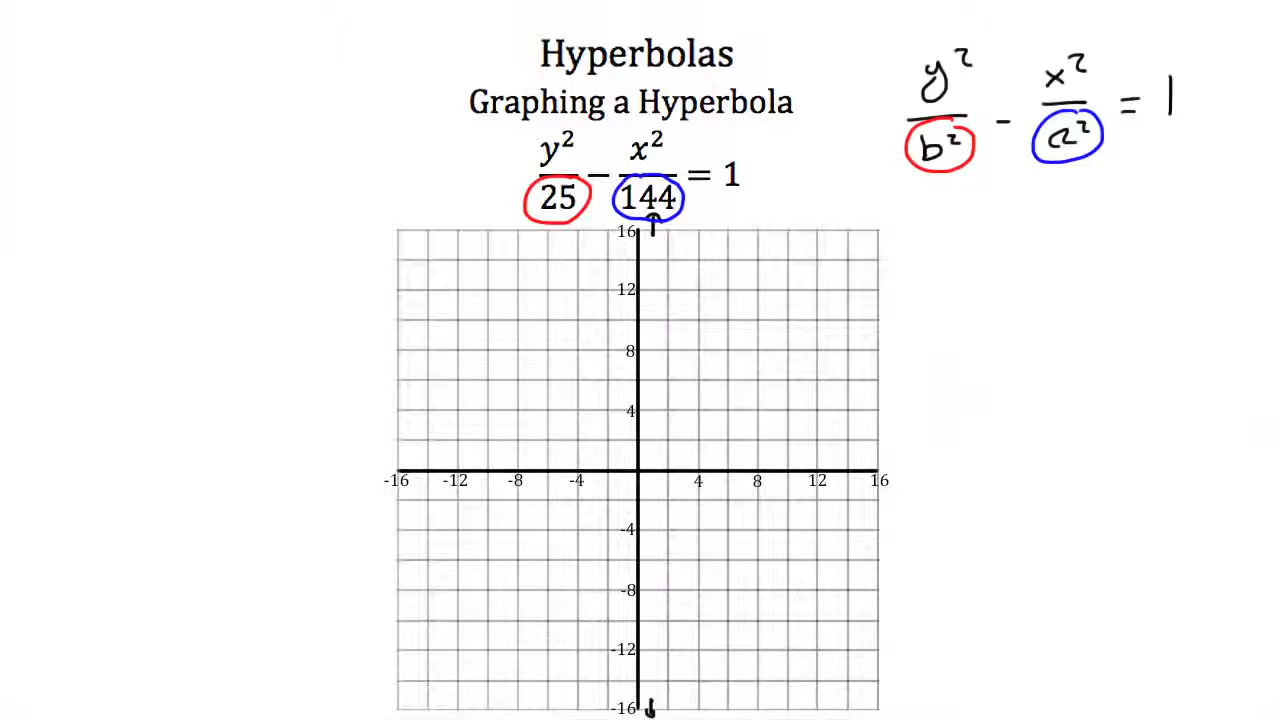 Hyperbolas
Graphing a Hyperbola
y²/25 − x²/144 = 1
y²/b² - x²/a² = 1
16
12
8
4
-16 -12 -8 -4 4 8 12 16
-4
-8
-12
-16